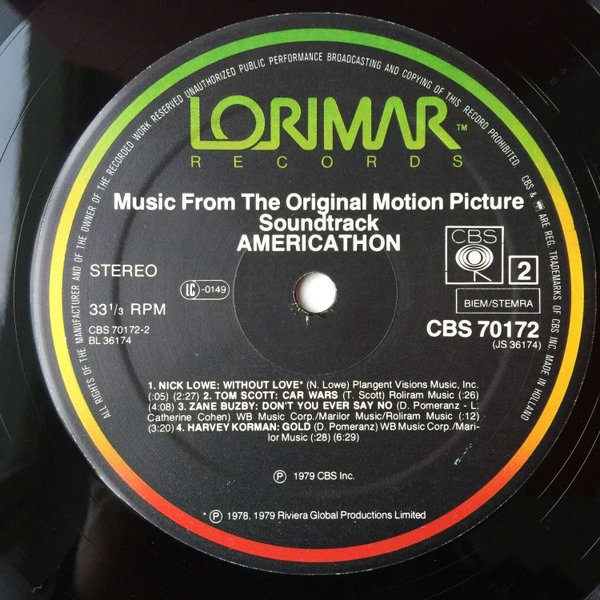 ALL RIGHTS OF THE MANUFACTURER AND OF THE OWNER OF THE RECORDED WORK RESERVED UNAUTHORIZED PUBLIC PERFORMANCE BROADCASTING AND COPYING OF THIS RECORD PROHIBITED. CBS & ARE REG. TRADEMARKS OF CBS INC MADE IN HOLLAND
LORIMAR™
RECORDS
Music From The Original Motion Picture
Soundtrack
AMERICATHON
STEREO
LC -0149
CBS
2
33 1/3 RPM
BIEM/STEMRA
CBS 70172-2
BL 36174
CBS 70172
(JS 36174)
1. NICK LOWE: WITHOUT LOVE* (N. Lowe) Plangent Visions Music, Inc.
(:05) (2:27) 2. TOM SCOTT: CAR WARS (T. Scott) Roliram Music (:26)
(4:08) 3. ZANE BUZBY: DON'T YOU EVER SAY NO (D. Pomeranz - L.
Catherine Cohen) WB Music Corp./Marilor Music/Roliram Music (:12)
(3:20) 4. HARVEY KORMAN: GOLD (D. Pomeranz) WB Music Corp./Mari-
lor Music (:28) (6:29)
℗ 1979 CBS Inc.
* ℗ 1978, 1979 Riviera Global Productions Limited